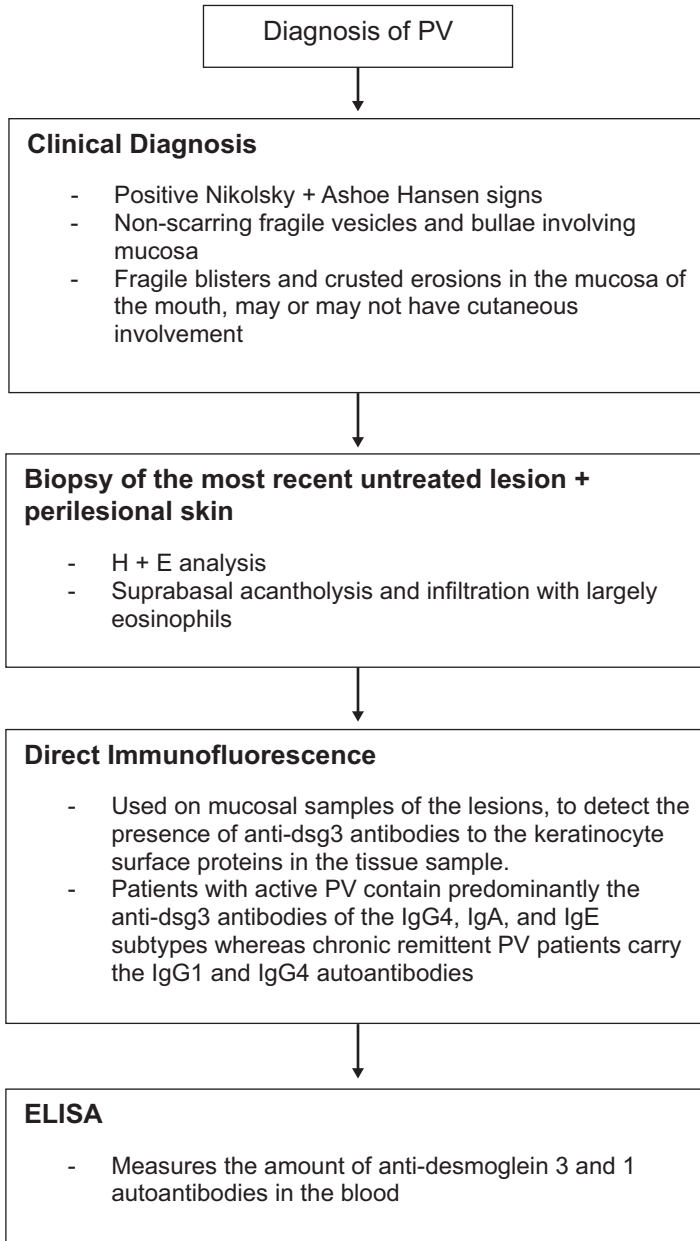 Diagnosis of PV
Clinical Diagnosis
- Positive Nikolsky + Ashoe Hansen signs
- Non-scarring fragile vesicles and bullae involving
mucosa
- Fragile blisters and crusted erosions in the mucosa of
the mouth, may or may not have cutaneous
involvement
Biopsy of the most recent untreated lesion +
perilesional skin
- H + E analysis
- Suprabasal acantholysis and infiltration with largely
eosinophils
Direct Immunofluorescence
- Used on mucosal samples of the lesions, to detect the
presence of anti-dsg3 antibodies to the keratinocyte
surface proteins in the tissue sample.
- Patients with active PV contain predominantly the
anti-dsg3 antibodies of the IgG4, IgA, and IgE
subtypes whereas chronic remittent PV patients carry
the IgG1 and IgG4 autoantibodies
ELISA
- Measures the amount of anti-desmoglein 3 and 1
autoantibodies in the blood